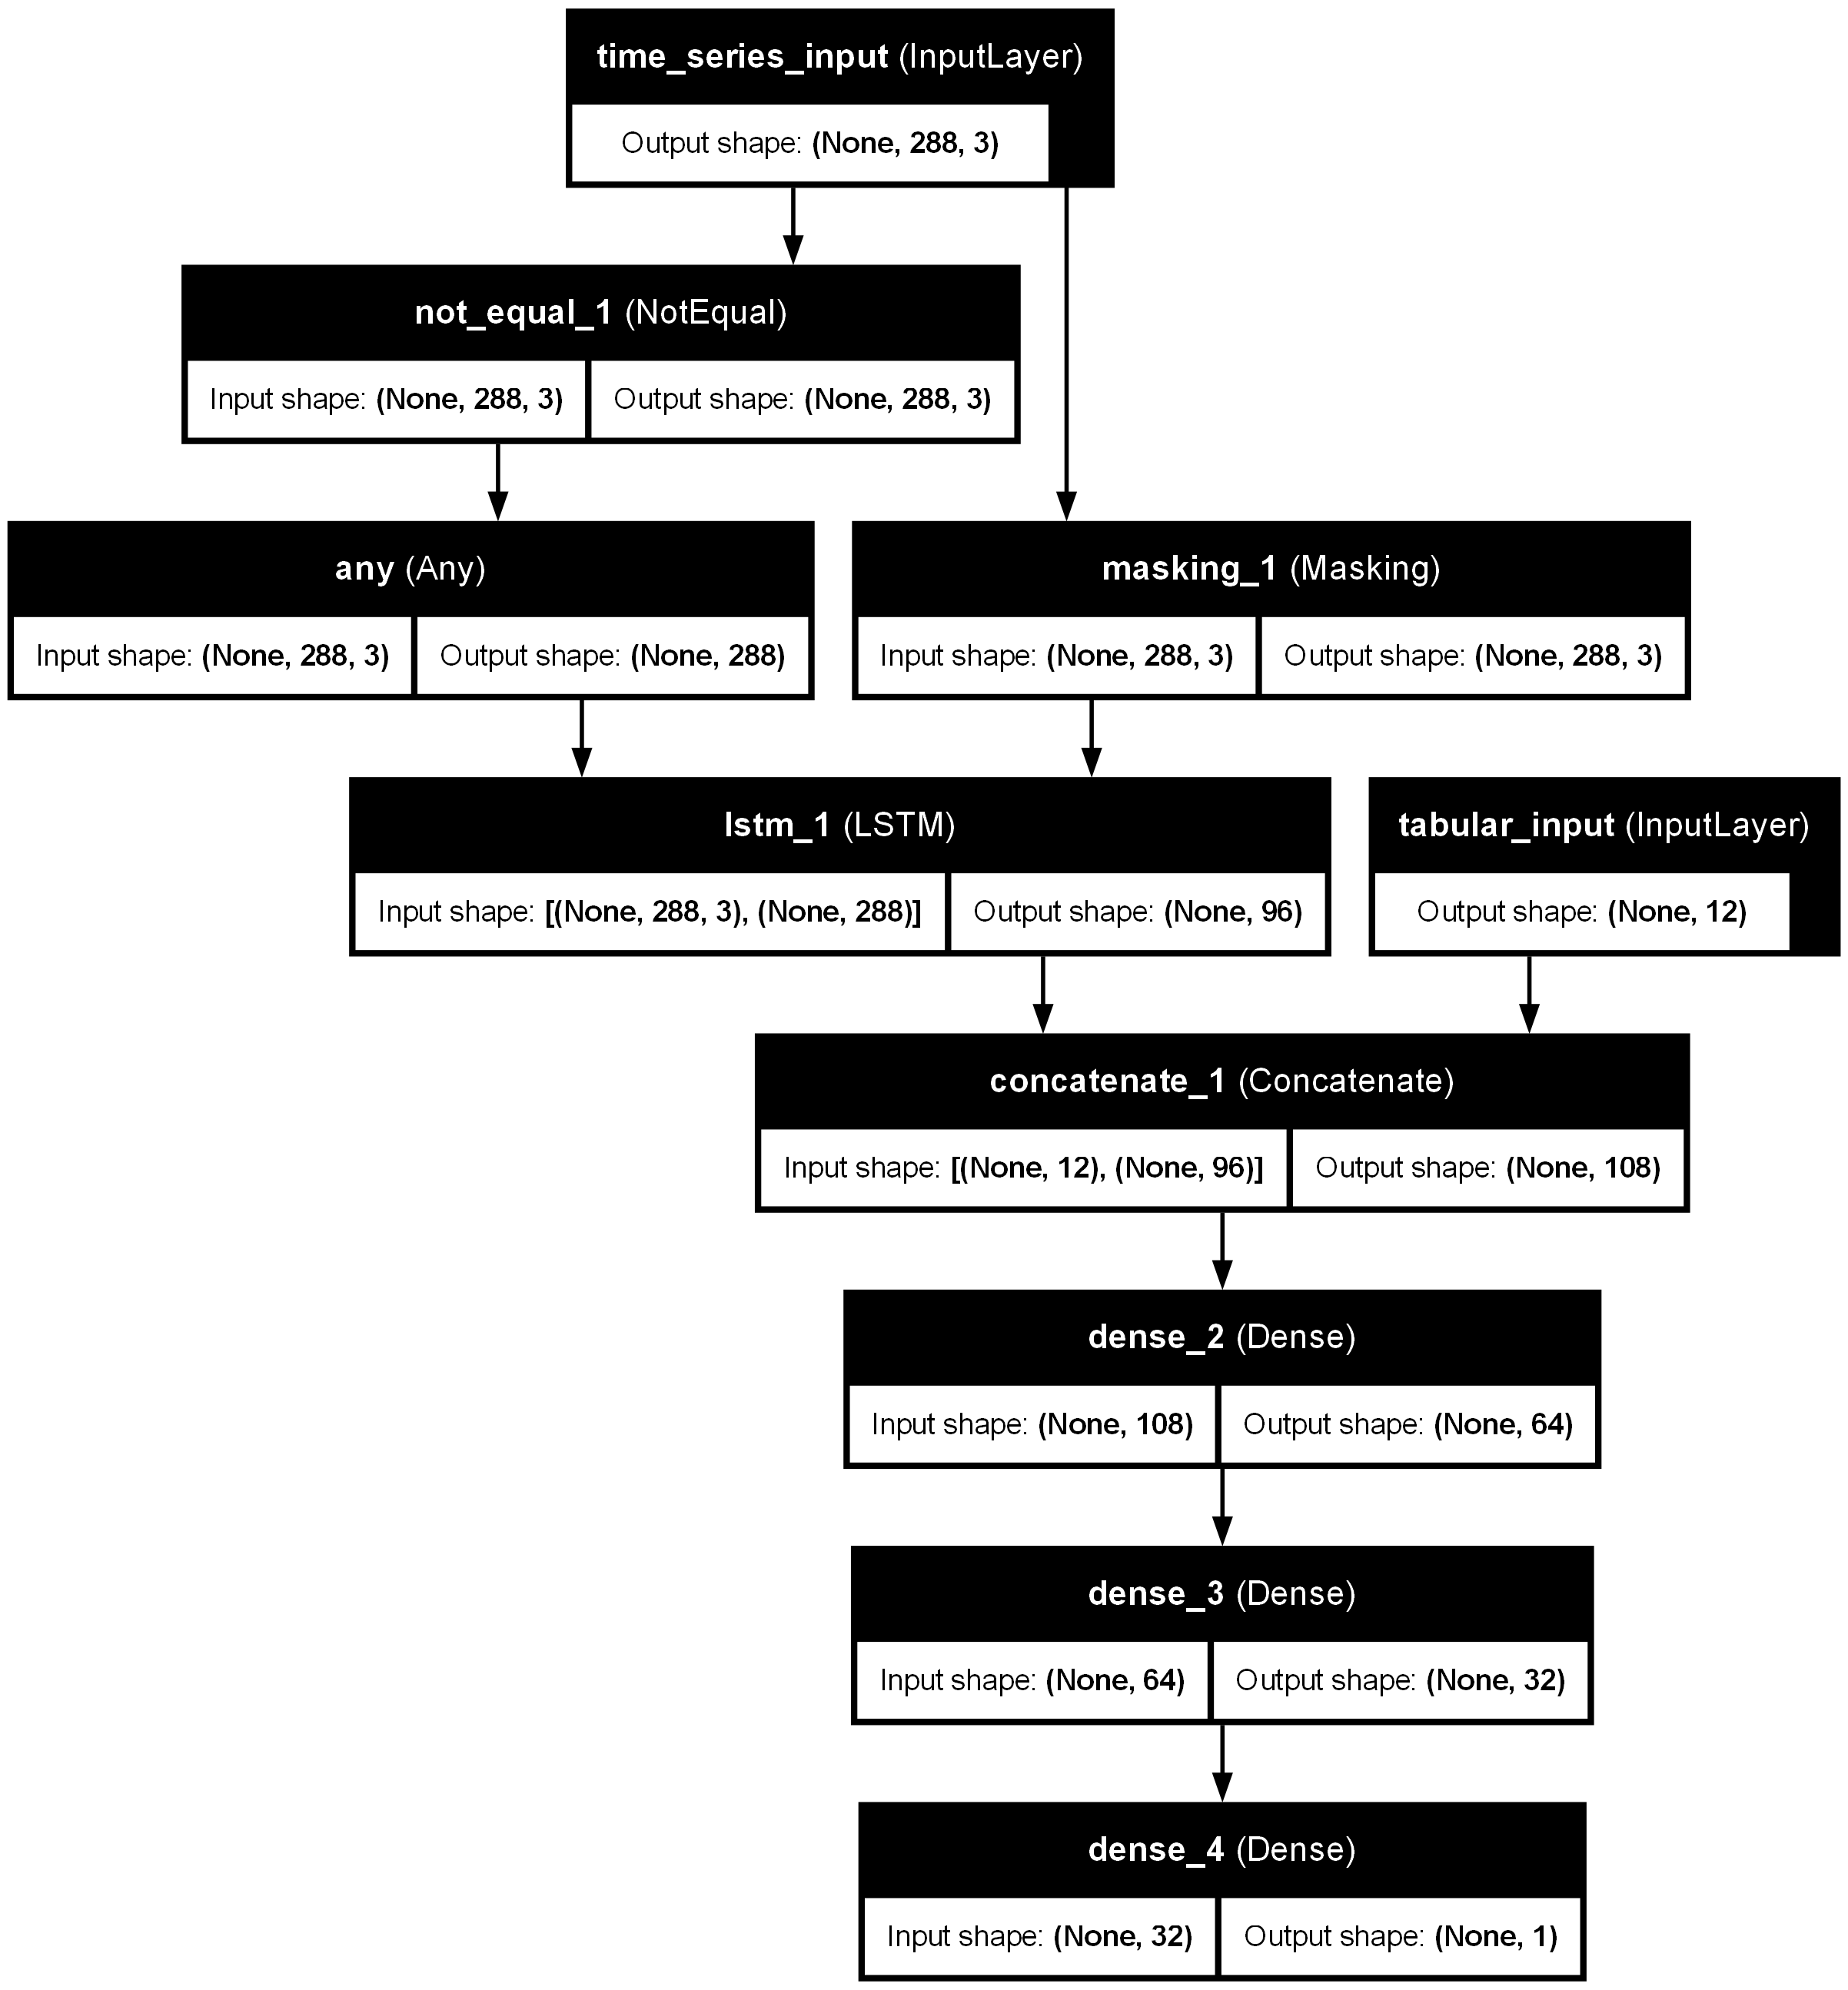 time_series_input (InputLayer)
Output shape: (None, 288, 3)
not_equal_1 (NotEqual)
Input shape: (None, 288, 3) Output shape: (None, 288, 3)
any (Any)
Input shape: (None, 288, 3) Output shape: (None, 288)
masking_1 (Masking)
Input shape: (None, 288, 3) Output shape: (None, 288, 3)
lstm_1 (LSTM)
Input shape: [(None, 288, 3), (None, 288)] Output shape: (None, 96)
tabular_input (InputLayer)
Output shape: (None, 12)
concatenate_1 (Concatenate)
Input shape: [(None, 12), (None, 96)] Output shape: (None, 108)
dense_2 (Dense)
Input shape: (None, 108) Output shape: (None, 64)
dense_3 (Dense)
Input shape: (None, 64) Output shape: (None, 32)
dense_4 (Dense)
Input shape: (None, 32) Output shape: (None, 1)